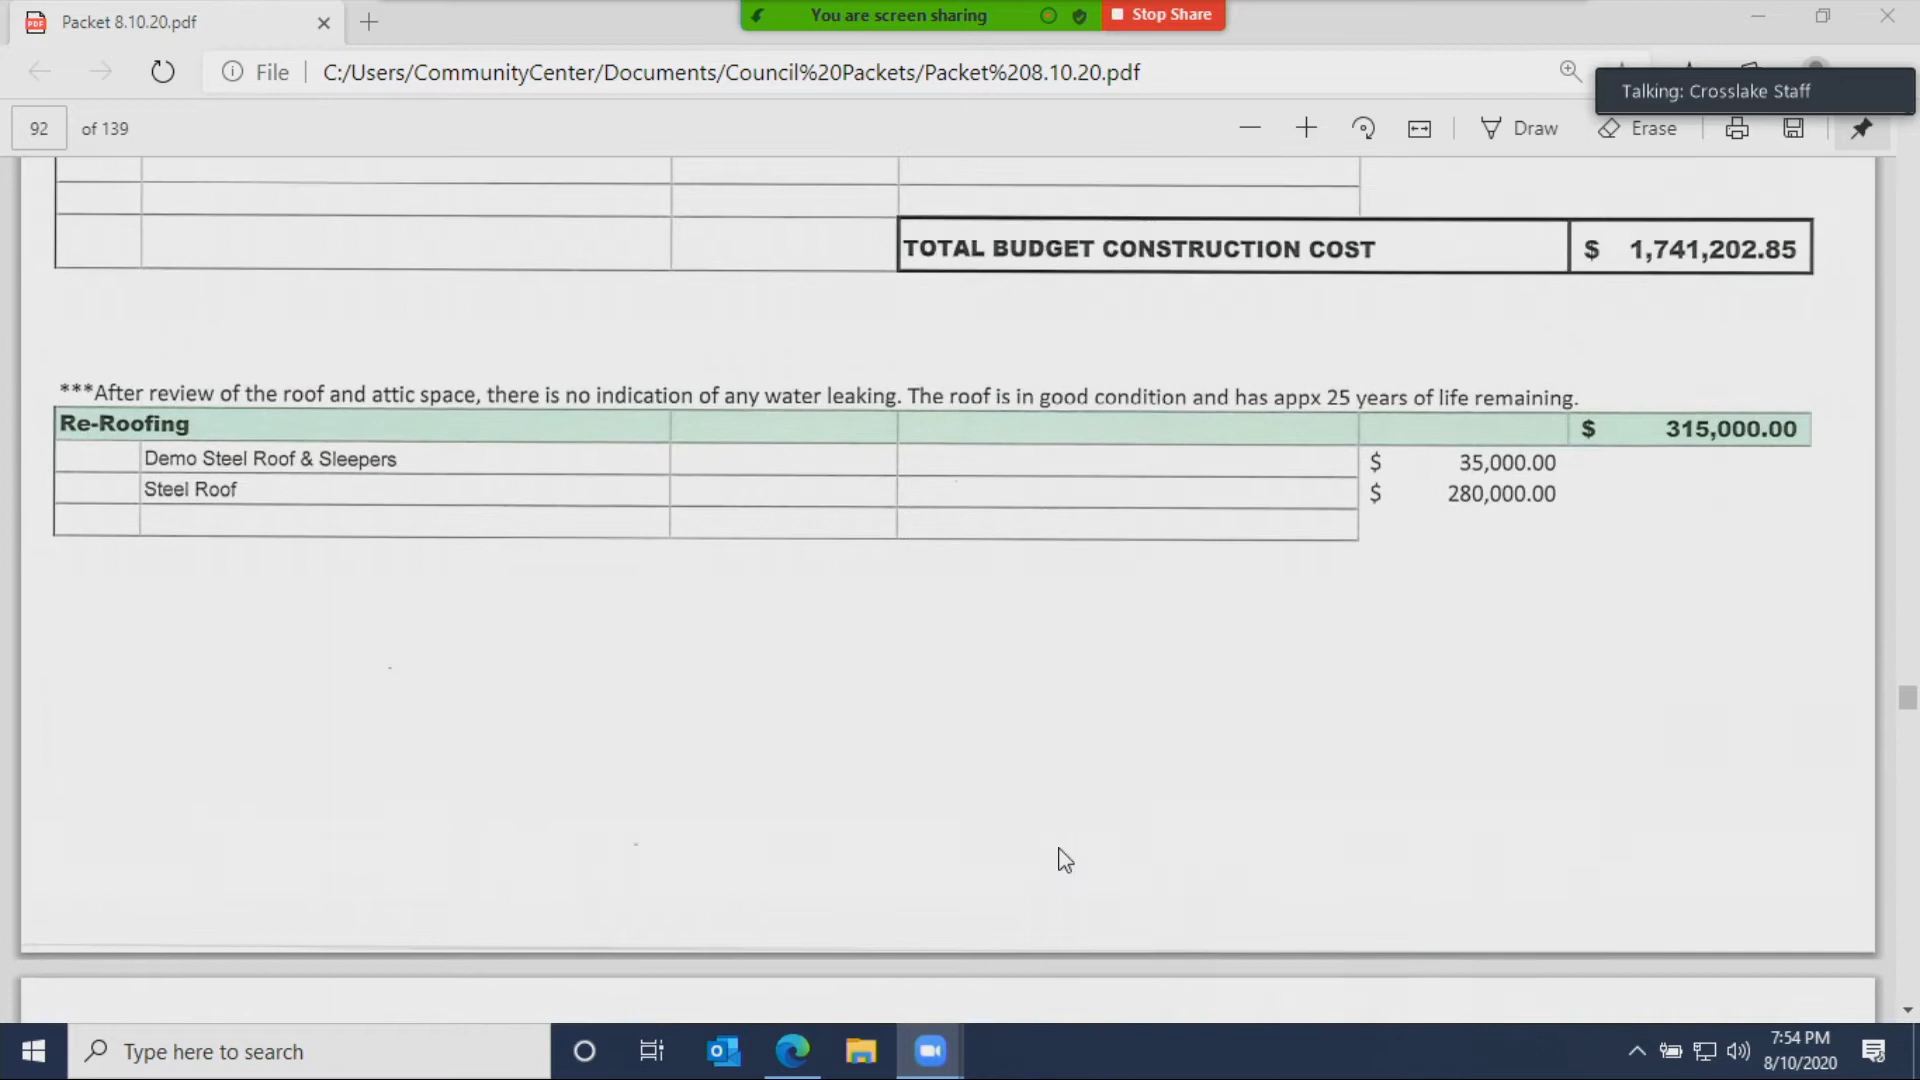 Packet 8.10.20.pdf
You are screen sharing
Stop Share
File
C:/Users/CommunityCenter/Documents/Council%20Packets/Packet%208.10.20.pdf
Talking: Crosslake Staff
92
of 139
Draw
Erase
TOTAL BUDGET CONSTRUCTION COST $ 1,741,202.85
***After review of the roof and attic space, there is no indication of any water leaking. The roof is in good condition and has appx 25 years of life remaining.
Re-Roofing $ 315,000.00
Demo Steel Roof & Sleepers $ 35,000.00
Steel Roof $ 280,000.00
Type here to search
7:54 PM
8/10/2020